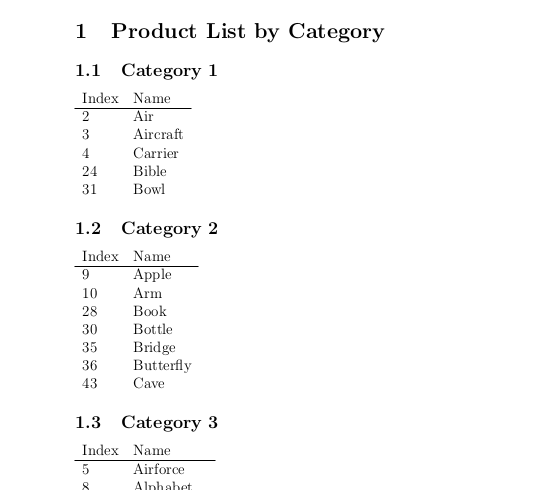 1 Product List by Category
1.1 Category 1
Index Name
2 Air
3 Aircraft
4 Carrier
24 Bible
31 Bowl
1.2 Category 2
Index Name
9 Apple
10 Arm
28 Book
30 Bottle
35 Bridge
36 Butterfly
43 Cave
1.3 Category 3
Index Name
5 Airforce
8 Alphabet